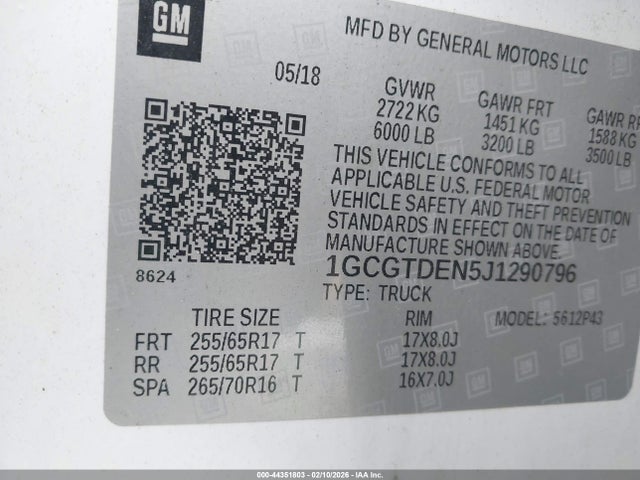 GM
MFD BY GENERAL MOTORS LLC
05/18
GVWR GAWR FRT GAWR
2722 KG 1451 KG 1588 KG
6000 LB 3200 LB 3500 LB
THIS VEHICLE CONFORMS TO ALL
APPLICABLE U.S. FEDERAL MOTOR
VEHICLE SAFETY AND THEFT PREVENTION
STANDARDS IN EFFECT ON THE DATE OF
MANUFACTURE SHOWN ABOVE.
8624
1GCGTDEN5J1290796
TYPE: TRUCK
TIRE SIZE RIM MODEL: 5612P43
FRT 255/65R17 T 17X8.0J
RR 255/65R17 T 17X8.0J
SPA 265/70R16 T 16X7.0J
000-44351803 - 02/10/2026 - IAA Inc.